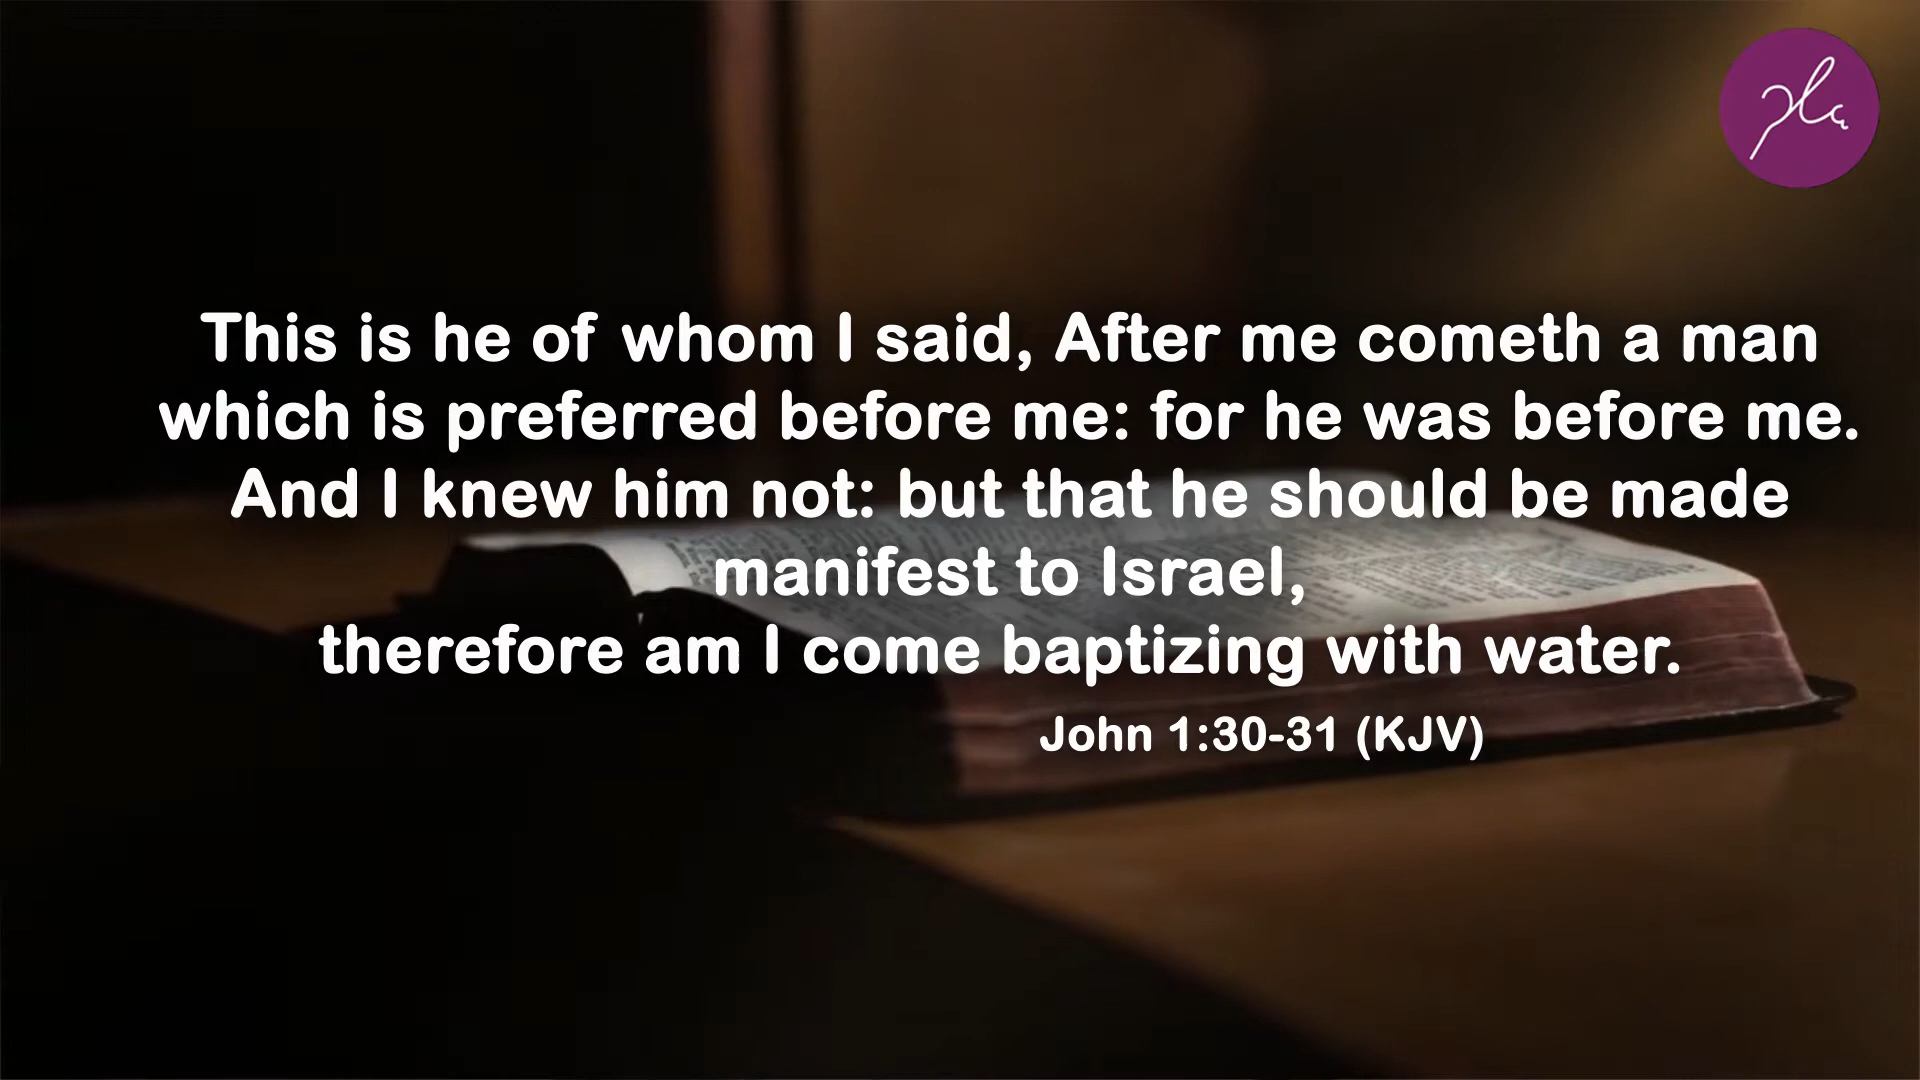 This is he of whom I said, After me cometh a man
which is preferred before me: for he was before me.
And I knew him not: but that he should be made
manifest to Israel,
therefore am I come baptizing with water.
John 1:30-31 (KJV)